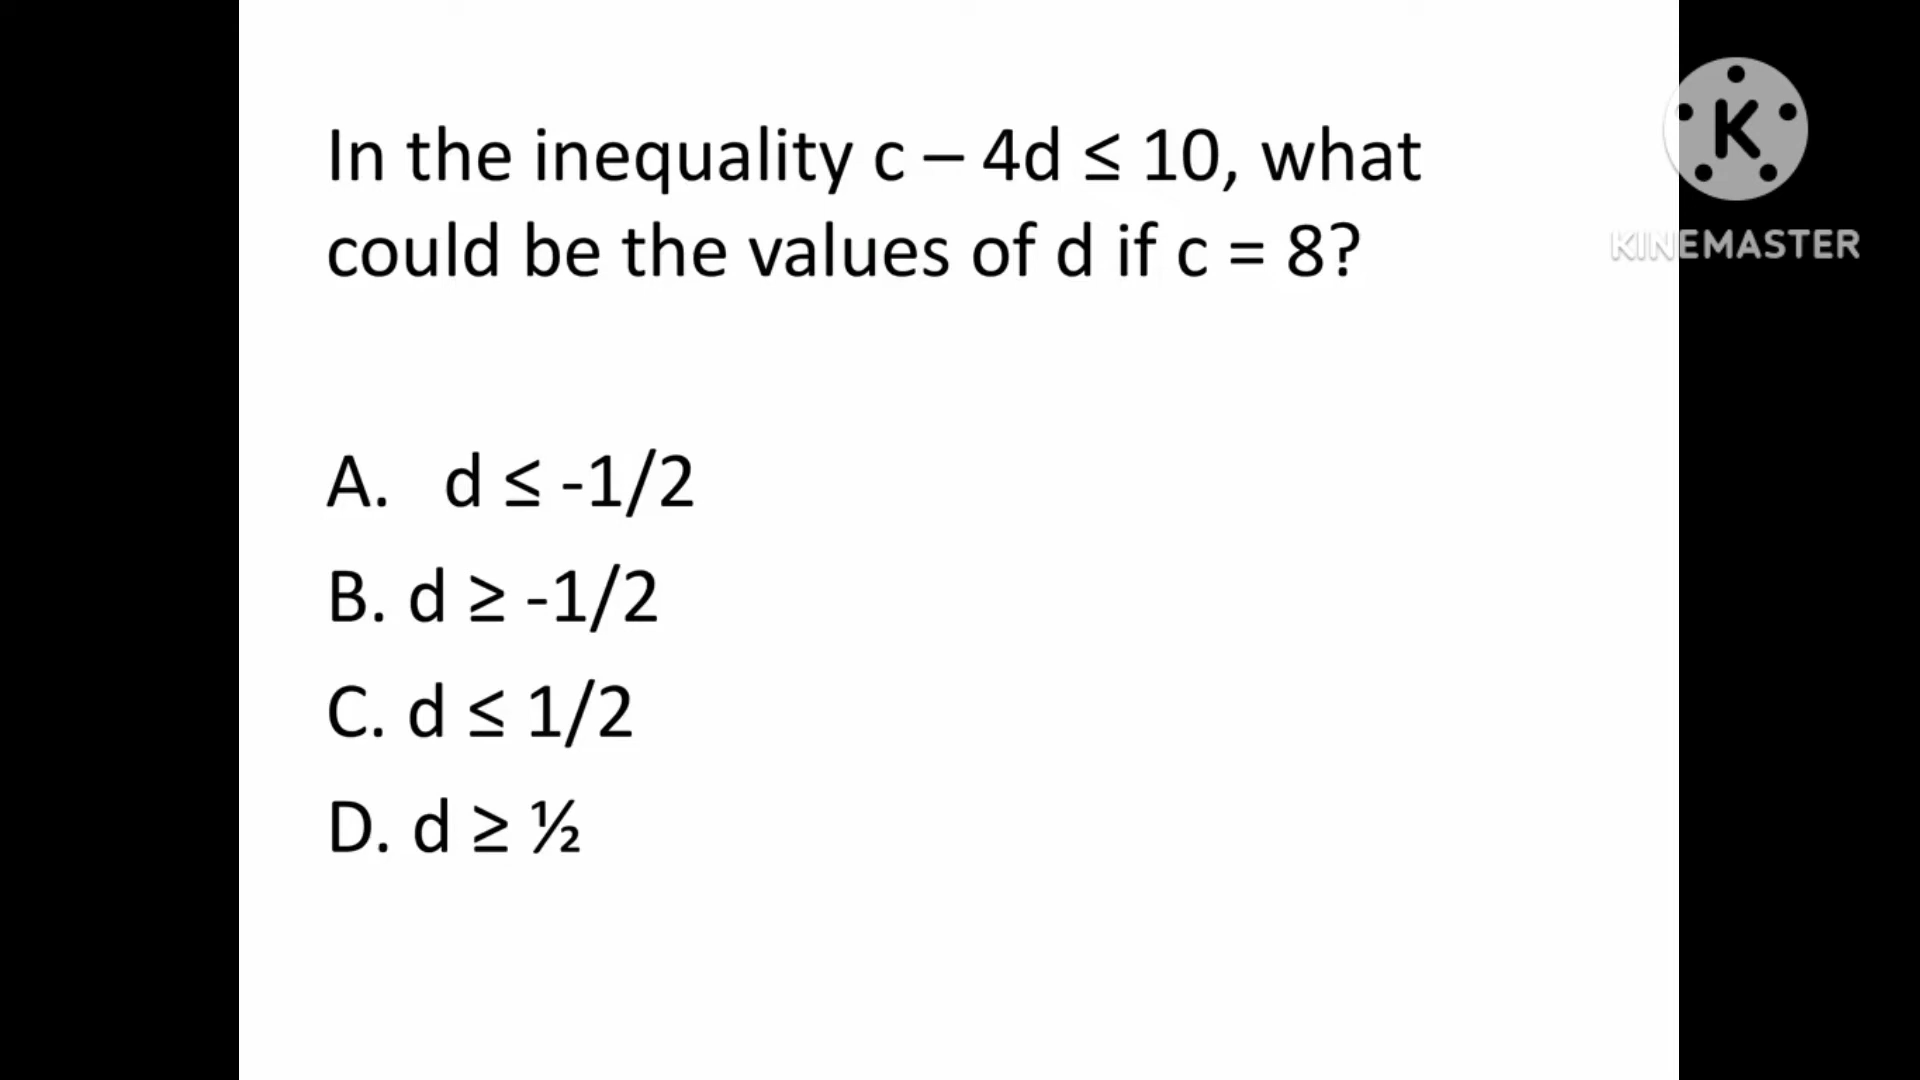 In the inequality c – 4d ≤ 10, what
could be the values of d if c = 8?
A. d ≤ -1/2
B. d ≥ -1/2
C. d ≤ 1/2
D. d ≥ ½
K
KINEMASTER